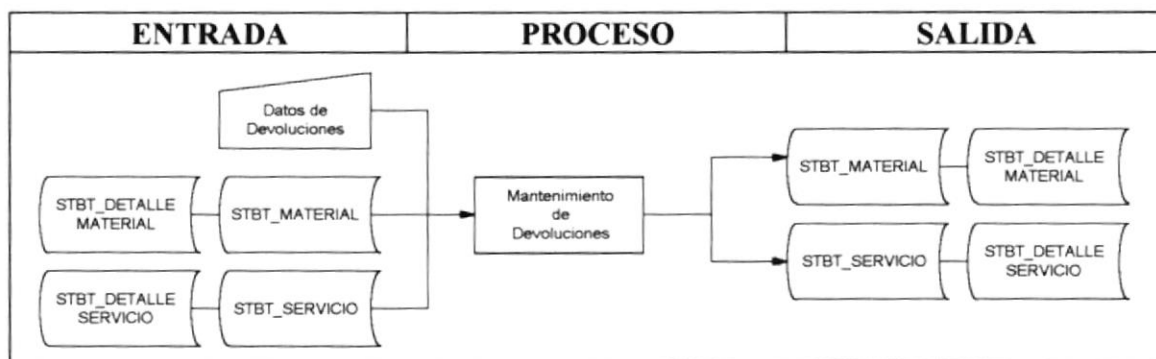 ENTRADA
PROCESO
SALIDA
Datos de
Devoluciones
STBT_DETALLE
MATERIAL
STBT_MATERIAL
STBT_DETALLE
SERVICIO
STBT_SERVICIO
Mantenimiento
de
Devoluciones
STBT_MATERIAL
STBT_DETALLE
MATERIAL
STBT_SERVICIO
STBT_DETALLE
SERVICIO